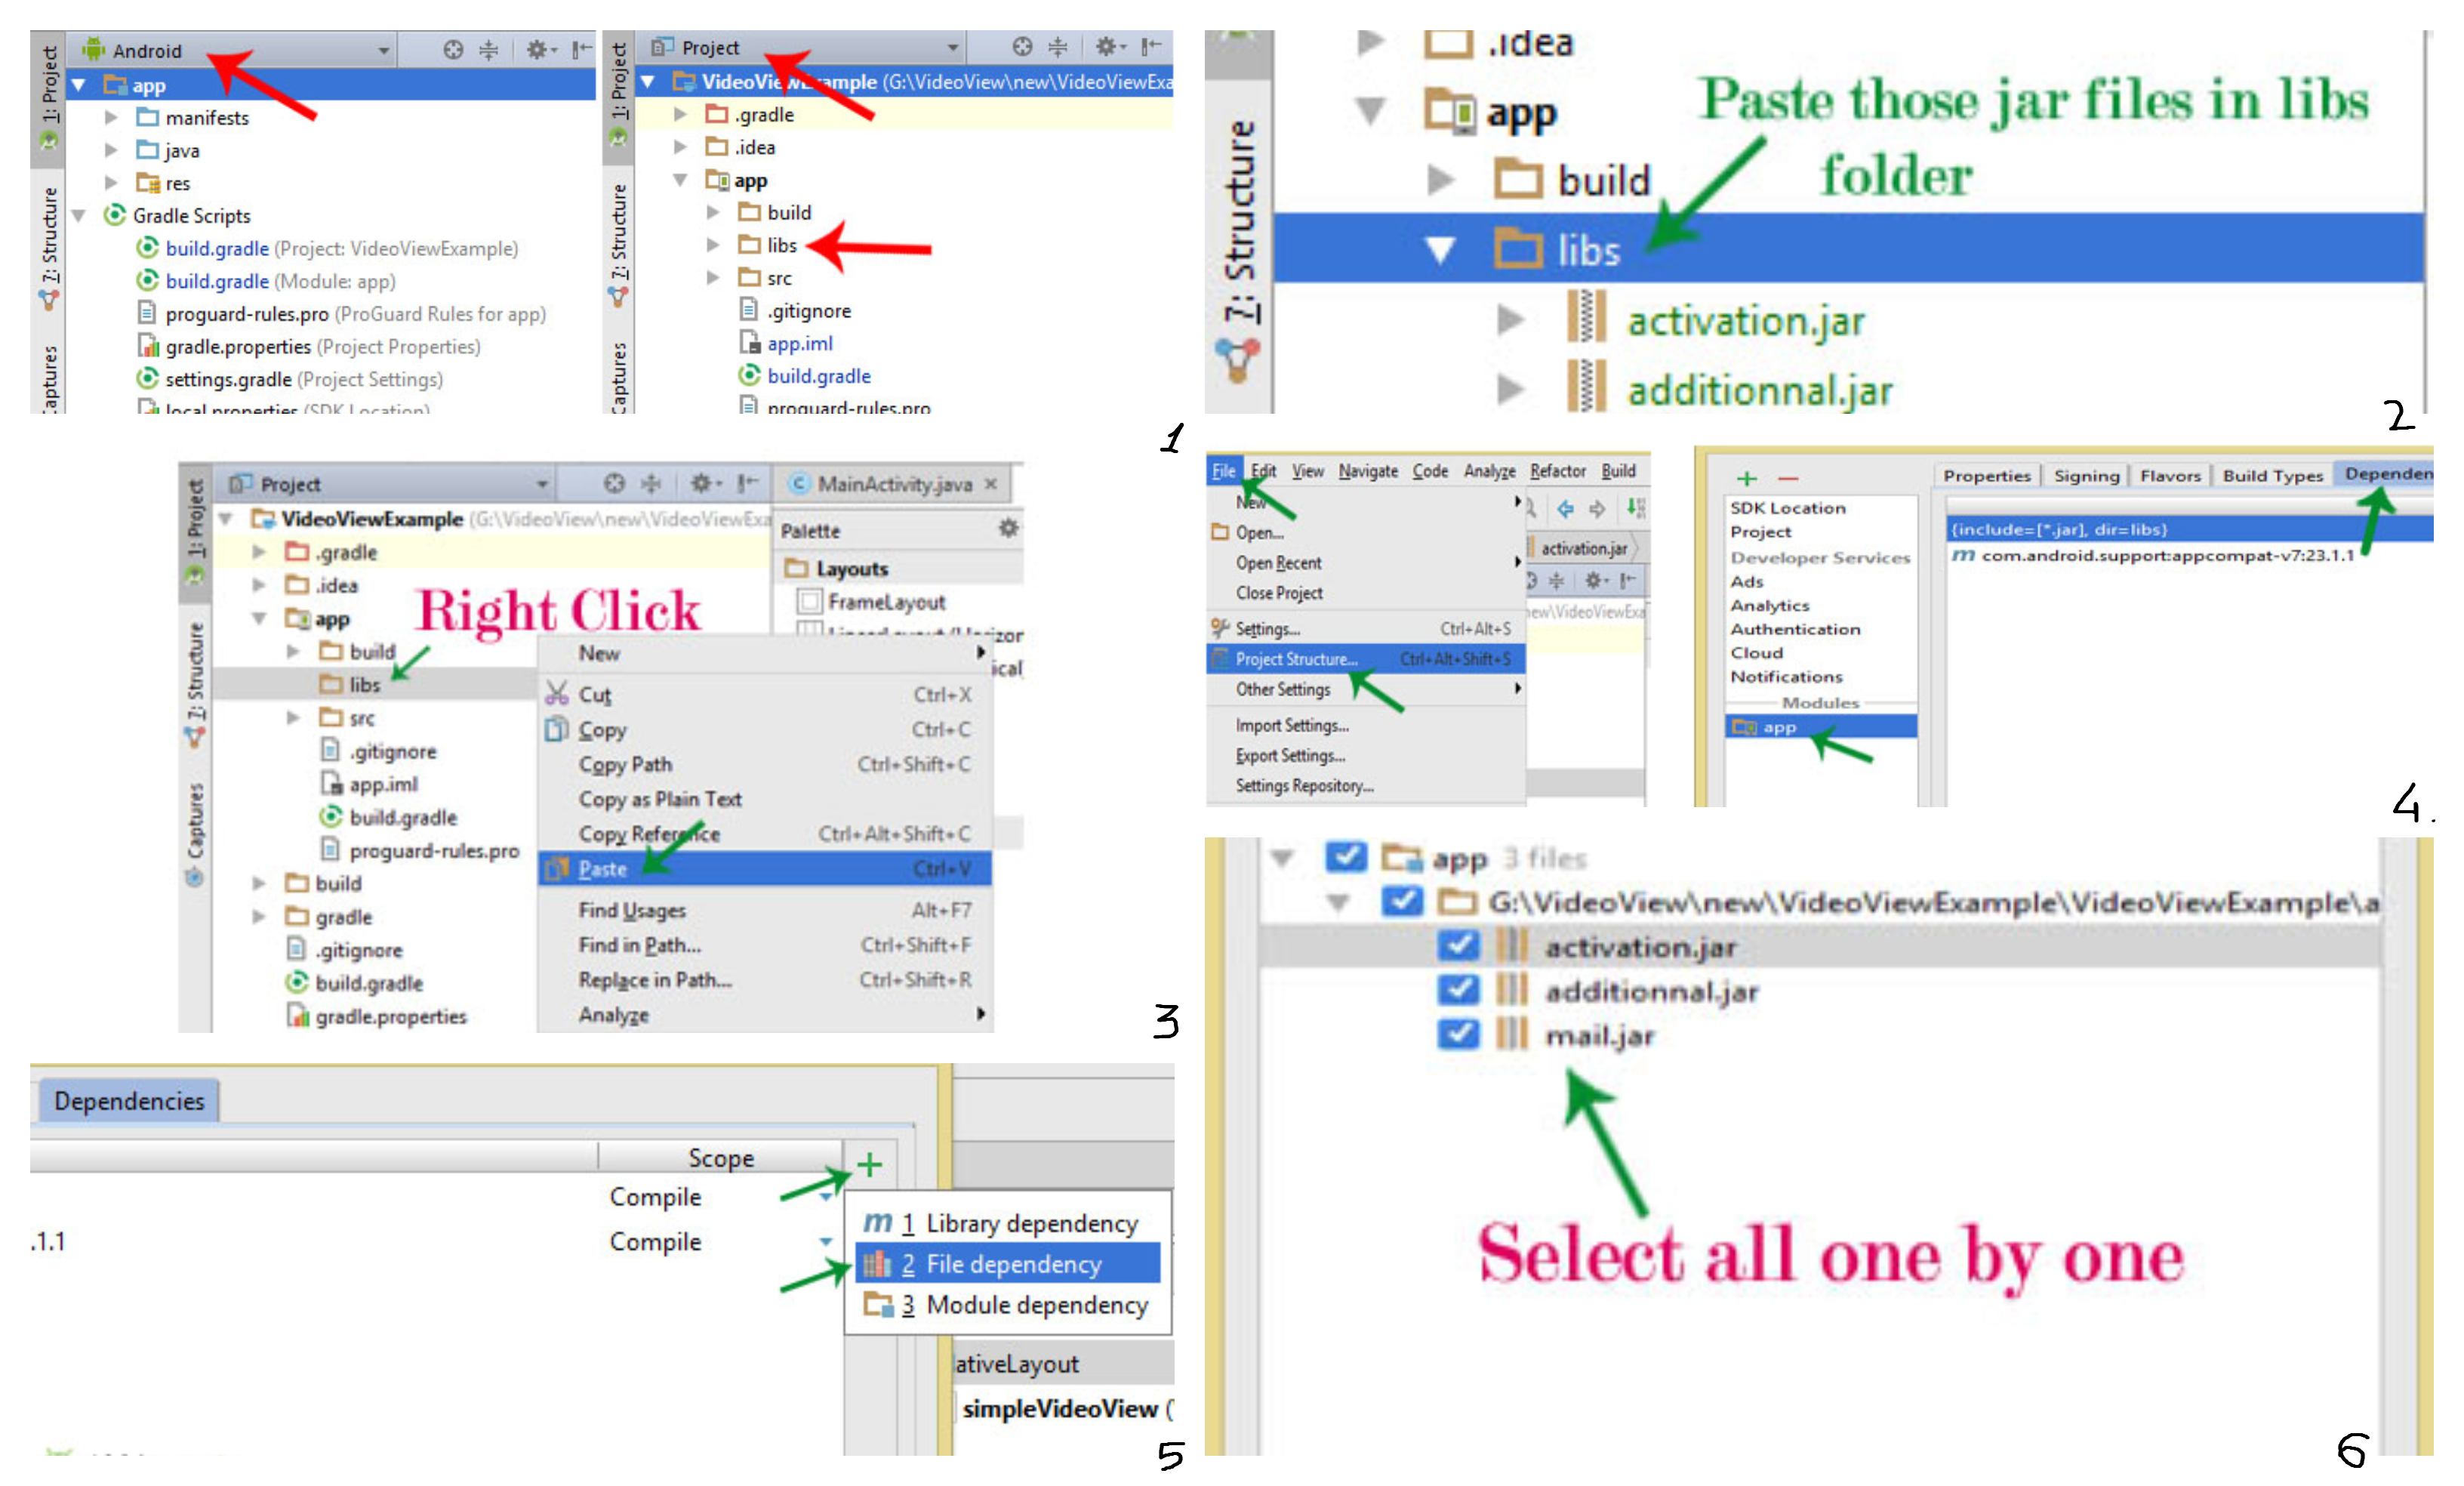 1: Project
7: Structure
Captures
Android
app
manifests
java
res
Gradle Scripts
build.gradle (Project: VideoViewExample)
build.gradle (Module: app)
proguard-rules.pro (ProGuard Rules for app)
gradle.properties (Project Properties)
settings.gradle (Project Settings)
local.properties (SDK Location)
1: Project
7: Structure
Captures
Project
VideoViewExample (G:\VideoView\new\VideoViewExa
.gradle
.idea
app
build
libs
src
.gitignore
app.iml
build.gradle
proguard-rules.pro
1
7: Structure
.idea
app
Paste those jar files in libs
folder
build
libs
activation.jar
additionnal.jar
2
1: Project
7: Structure
Captures
Project
MainActivity.java
VideoViewExample (G:\VideoView\new\VideoViewExa
Palette
.gradle
Layouts
.idea
FrameLayout
app
Right Click
build
libs
src
.gitignore
app.iml
build.gradle
proguard-rules.pro
build
gradle
.gitignore
build.gradle
gradle.properties
New
Cut Ctrl+X
Copy Ctrl+C
Copy Path Ctrl+Shift+C
Copy as Plain Text
Copy Reference Ctrl+Alt+Shift+C
Paste Ctrl+V
Find Usages Alt+F7
Find in Path... Ctrl+Shift+F
Replace in Path... Ctrl+Shift+R
Analyze
3
File Edit View Navigate Code Analyze Refactor Build
New
Open...
Open Recent
Close Project
Settings... Ctrl+Alt+S
Project Structure... Ctrl+Alt+Shift+S
Other Settings
Import Settings...
Export Settings...
Settings Repository...
activation.jar
new\VideoViewExa
Properties Signing Flavors Build Types Dependen
SDK Location
Project
Developer Services
Ads
Analytics
Authentication
Cloud
Notifications
Modules
app
{include=[*.jar], dir=libs}
m com.android.support:appcompat-v7:23.1.1
4
Dependencies
Scope
Compile
.1.1 Compile
m 1 Library dependency
2 File dependency
3 Module dependency
lativeLayout
simpleVideoView (
5
app 3 files
G:\VideoView\new\VideoViewExample\VideoViewExample\a
activation.jar
additionnal.jar
mail.jar
Select all one by one
6